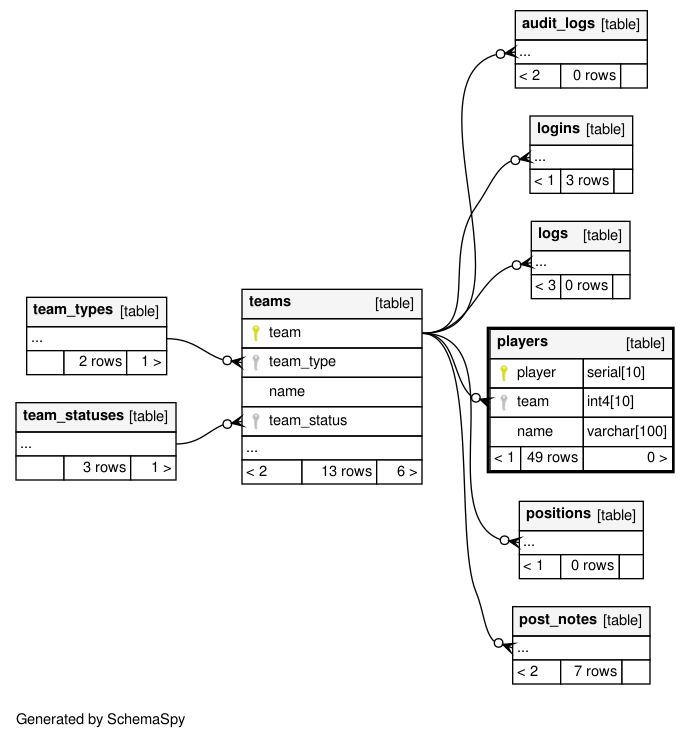 audit_logs [table]
...
< 2 0 rows
logins [table]
...
< 1 3 rows
logs [table]
...
< 3 0 rows
team_types [table]
...
2 rows 1 >
team_statuses [table]
...
3 rows 1 >
teams [table]
team
team_type
name
team_status
...
< 2 13 rows 6 >
players [table]
player serial[10]
team int4[10]
name varchar[100]
< 1 49 rows 0 >
positions [table]
...
< 1 0 rows
post_notes [table]
...
< 2 7 rows
Generated by SchemaSpy